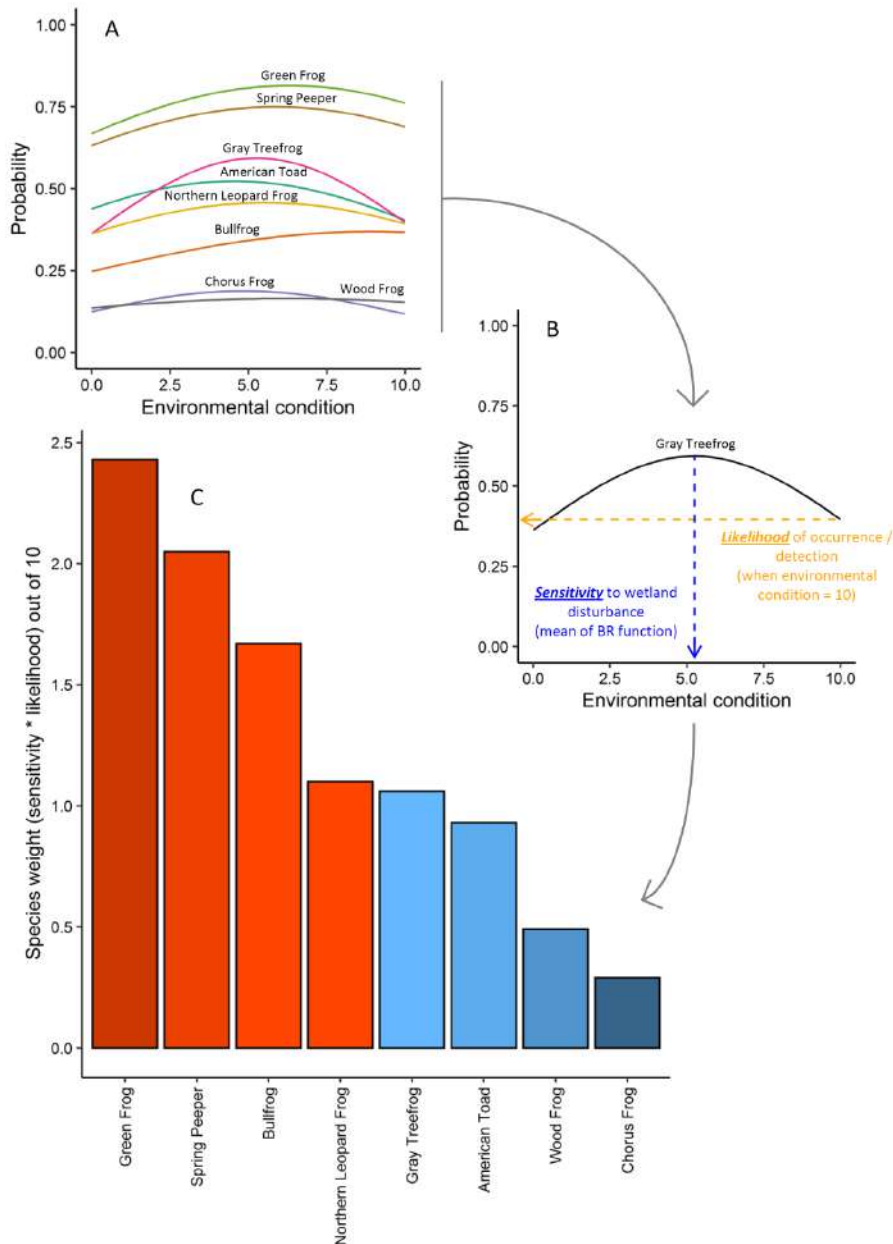 A
1.00
0.75
0.50
0.25
0.00
Probability
Green Frog
Spring Peeper
Gray Treefrog
American Toad
Northern Leopard Frog
Bullfrog
Chorus Frog
Wood Frog
0.0 2.5 5.0 7.5 10.0
Environmental condition
B
1.00
0.75
0.50
0.25
0.00
Probability
Gray Treefrog
Likelihood of occurrence /
detection
(when environmental
condition = 10)
Sensitivity to wetland
disturbance
(mean of BR function)
0.0 2.5 5.0 7.5 10.0
Environmental condition
C
2.5
2.0
1.5
1.0
0.5
0.0
Species weight (sensitivity * likelihood) out of 10
Green Frog
Spring Peeper
Bullfrog
Northern Leopard Frog
Gray Treefrog
American Toad
Wood Frog
Chorus Frog